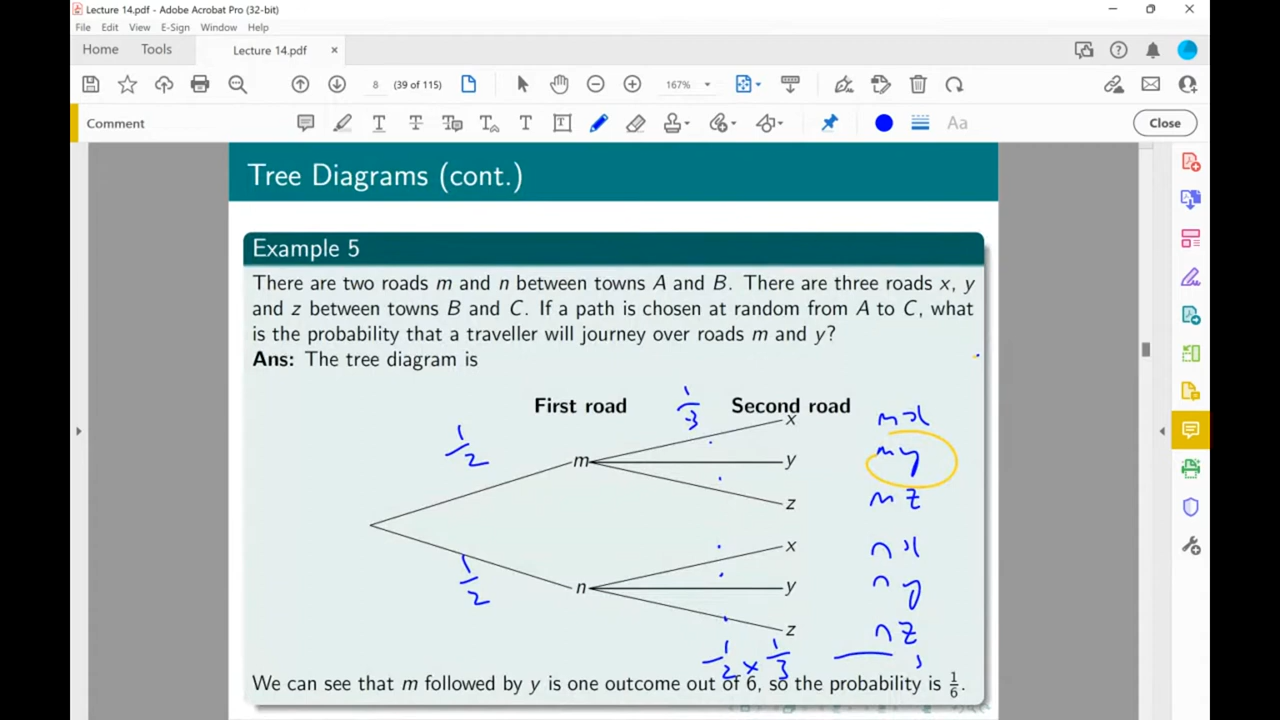 Lecture 14.pdf - Adobe Acrobat Pro (32-bit)
File Edit View E-Sign Window Help
Home Tools Lecture 14.pdf ×
8 (39 of 115) 167%
Comment Close
Tree Diagrams (cont.)
Example 5
There are two roads m and n between towns A and B. There are three roads x, y
and z between towns B and C. If a path is chosen at random from A to C, what
is the probability that a traveller will journey over roads m and y?
Ans: The tree diagram is
First road 1/3 Second road
x mx
1/2 m y my
z mz
x nx
1/2 n y ny
z nz
1/2 × 1/3
We can see that m followed by y is one outcome out of 6, so the probability is 1/6.